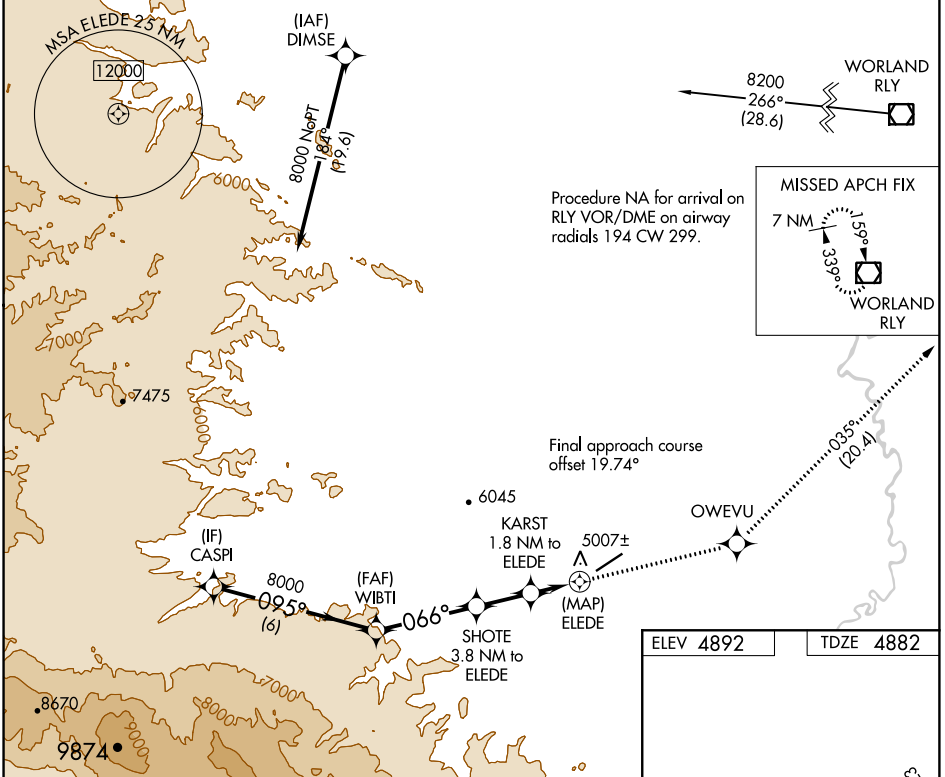 MSA ELEDE 25 NM
12000
(IAF)
DIMSE
8000 NoPT
184°
(19.6)
8200
266°
(28.6)
WORLAND
RLY
Procedure NA for arrival on
RLY VOR/DME on airway
radials 194 CW 299.
MISSED APCH FIX
7 NM
159°
339°
WORLAND
RLY
6000
7000
7475
6000
Final approach course
offset 19.74°
035°
(20.4)
6045
OWEVU
KARST
1.8 NM to
ELEDE
5007±
(IF)
CASPI
8000
095°
(6)
(FAF)
WIBTI
066°
(MAP)
ELEDE
SHOTE
3.8 NM to
ELEDE
ELEV 4892
TDZE 4882
7000
8000
9000
8670
9874